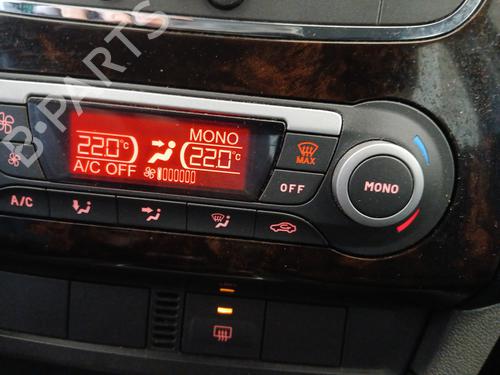 B-PARTS
22.0°C
MONO
22.0°C
A/C OFF
MAX
OFF
MONO
A/C